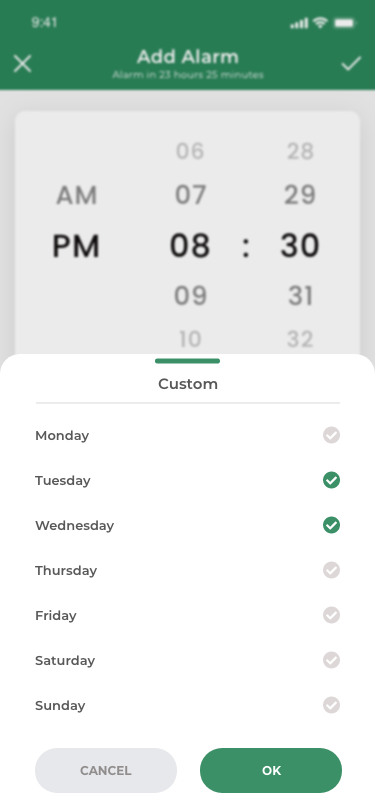 9:41
Add Alarm
Alarm in 23 hours 25 minutes
06 28
AM 07 29
PM 08 : 30
09 31
10 32
Custom
Monday
Tuesday
Wednesday
Thursday
Friday
Saturday
Sunday
CANCEL OK